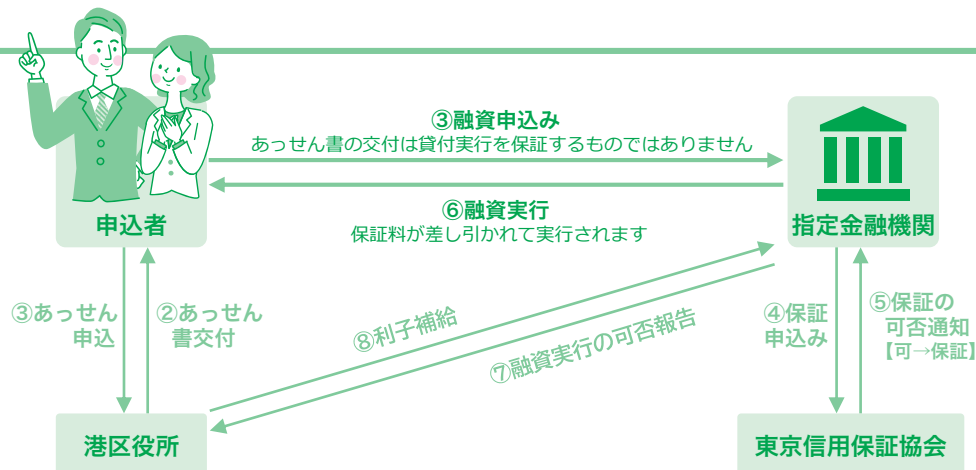 ③融資申込み
あっせん書の交付は貸付実行を保証するものではありません
⑥融資実行
保証料が差し引かれて実行されます
申込者
指定金融機関
③あっせん
申込
②あっせん
書交付
⑧利子補給
⑦融資実行の可否報告
④保証
申込み
⑤保証の
可否通知
【可→保証】
港区役所
東京信用保証協会